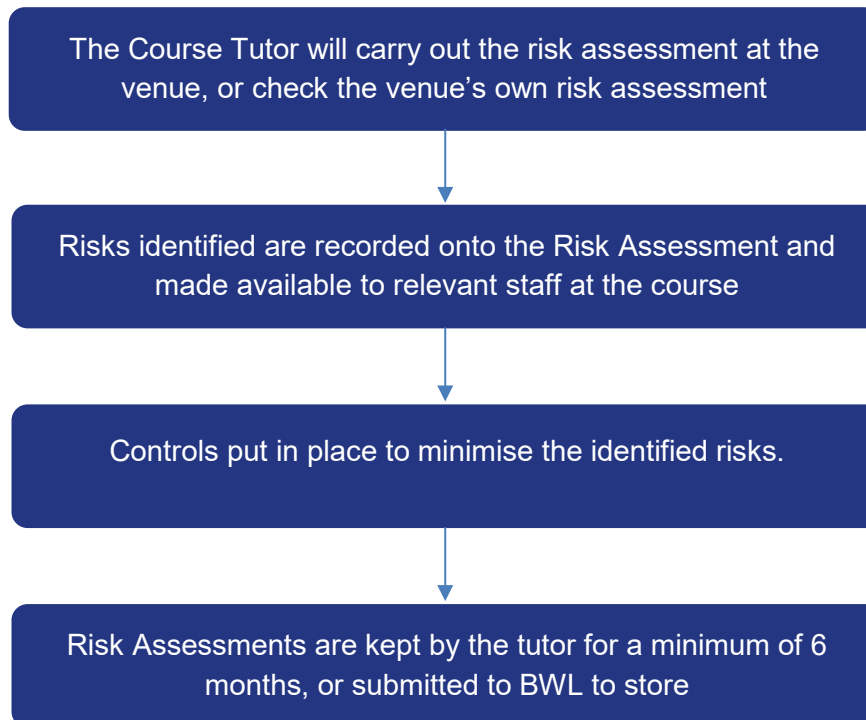 The Course Tutor will carry out the risk assessment at the
venue, or check the venue’s own risk assessment
Risks identified are recorded onto the Risk Assessment and
made available to relevant staff at the course
Controls put in place to minimise the identified risks.
Risk Assessments are kept by the tutor for a minimum of 6
months, or submitted to BWL to store